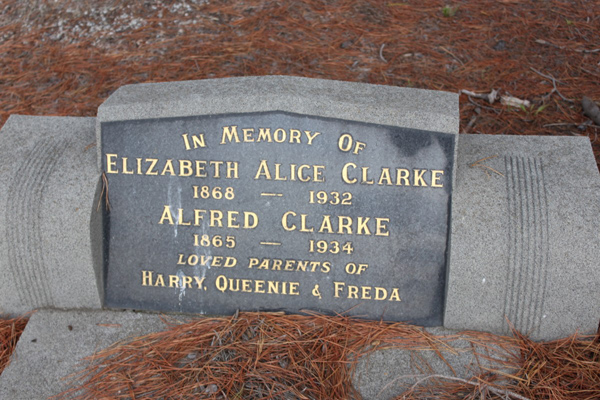 In Memory Of
Elizabeth Alice Clarke
1868 — 1932
Alfred Clarke
1865 — 1934
Loved parents of
Harry, Queenie & Freda